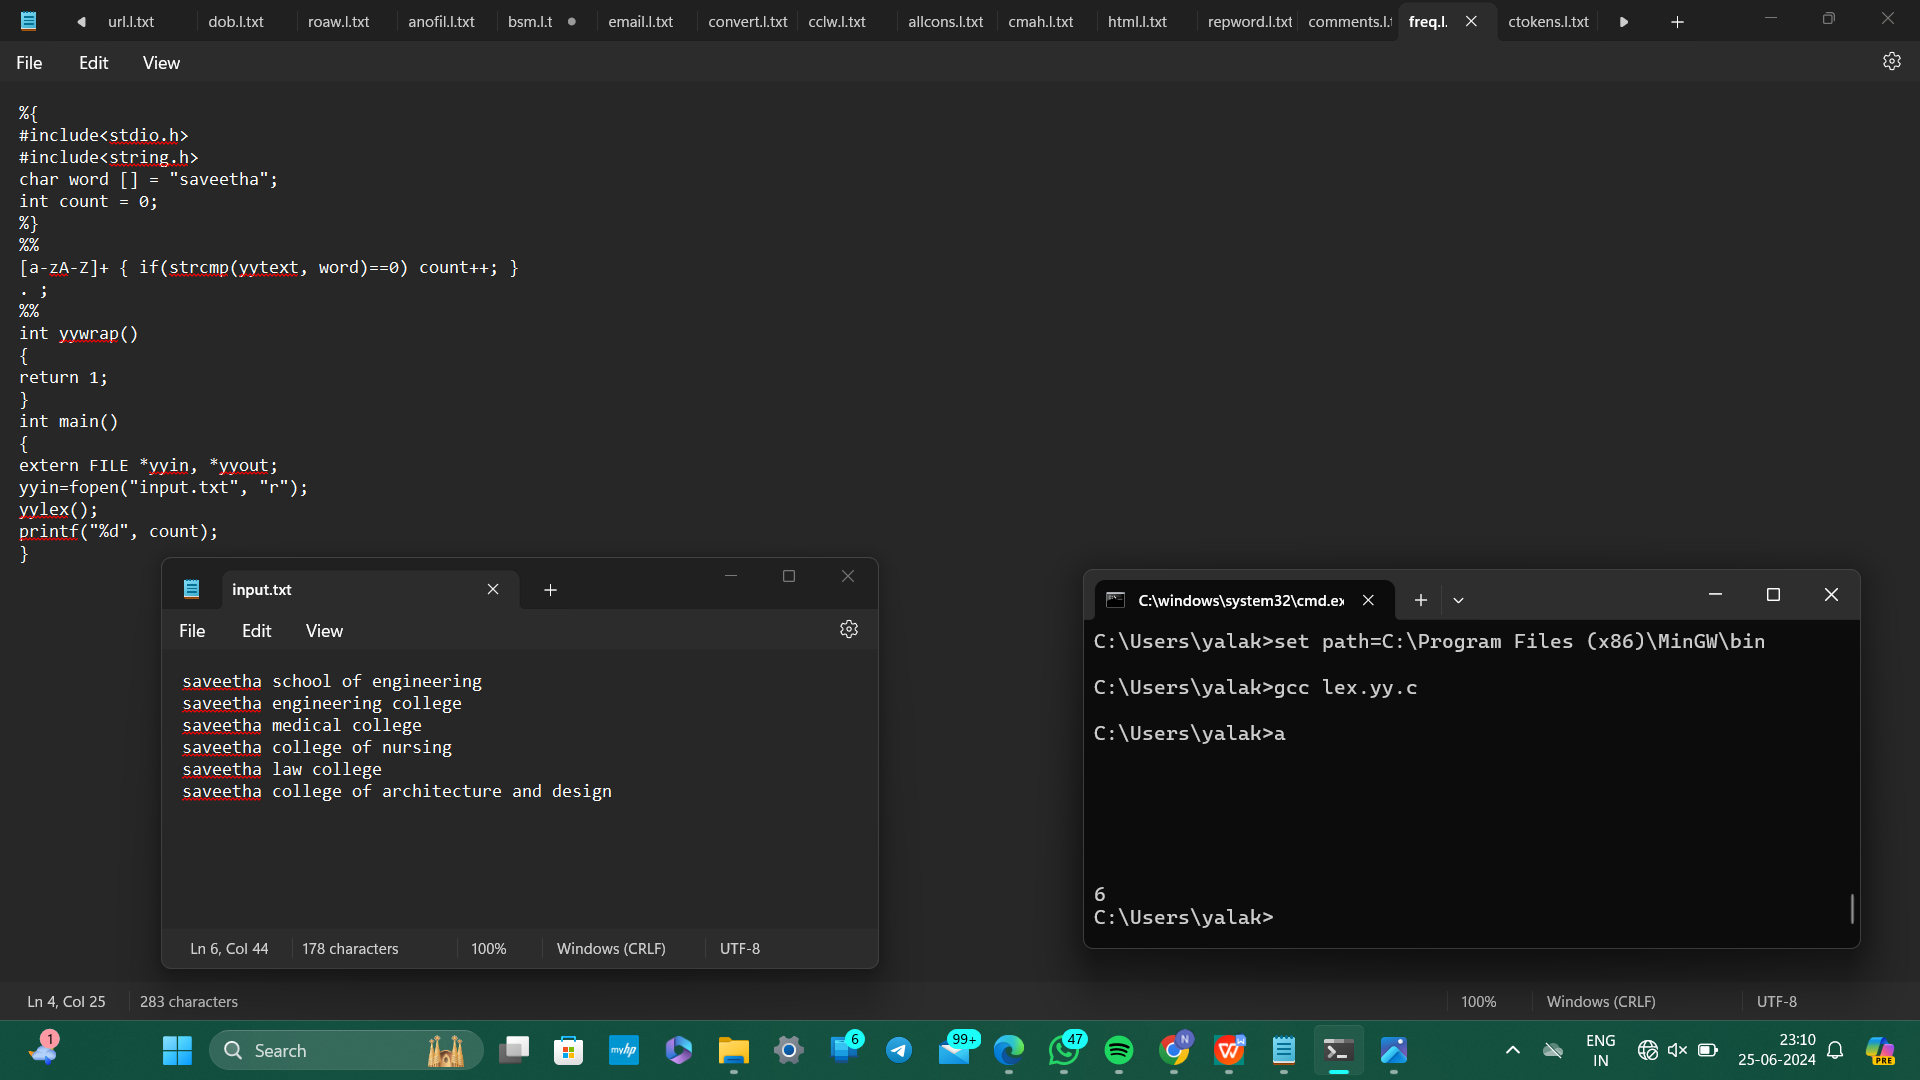 url.l.txt dob.l.txt roaw.l.txt anofil.l.txt bsm.l.t email.l.txt convert.l.txt cclw.l.txt allcons.l.txt cmah.l.txt html.l.txt repword.l.txt comments.l.t freq.l. ctokens.l.txt
File Edit View
%{
#include<stdio.h>
#include<string.h>
char word [] = "saveetha";
int count = 0;
%}
%%
[a-zA-Z]+ { if(strcmp(yytext, word)==0) count++; }
. ;
%%
int yywrap()
{
return 1;
}
int main()
{
extern FILE *yyin, *yyout;
yyin=fopen("input.txt", "r");
yylex();
printf("%d", count);
}
input.txt
File Edit View
saveetha school of engineering
saveetha engineering college
saveetha medical college
saveetha college of nursing
saveetha law college
saveetha college of architecture and design
Ln 6, Col 44 178 characters 100% Windows (CRLF) UTF-8
C:\windows\system32\cmd.ex
C:\Users\yalak>set path=C:\Program Files (x86)\MinGW\bin
C:\Users\yalak>gcc lex.yy.c
C:\Users\yalak>a
6
C:\Users\yalak>
Ln 4, Col 25 283 characters 100% Windows (CRLF) UTF-8
1 Search myhp 6 99+ 47 N W ENG 23:10
IN 25-06-2024 PRE